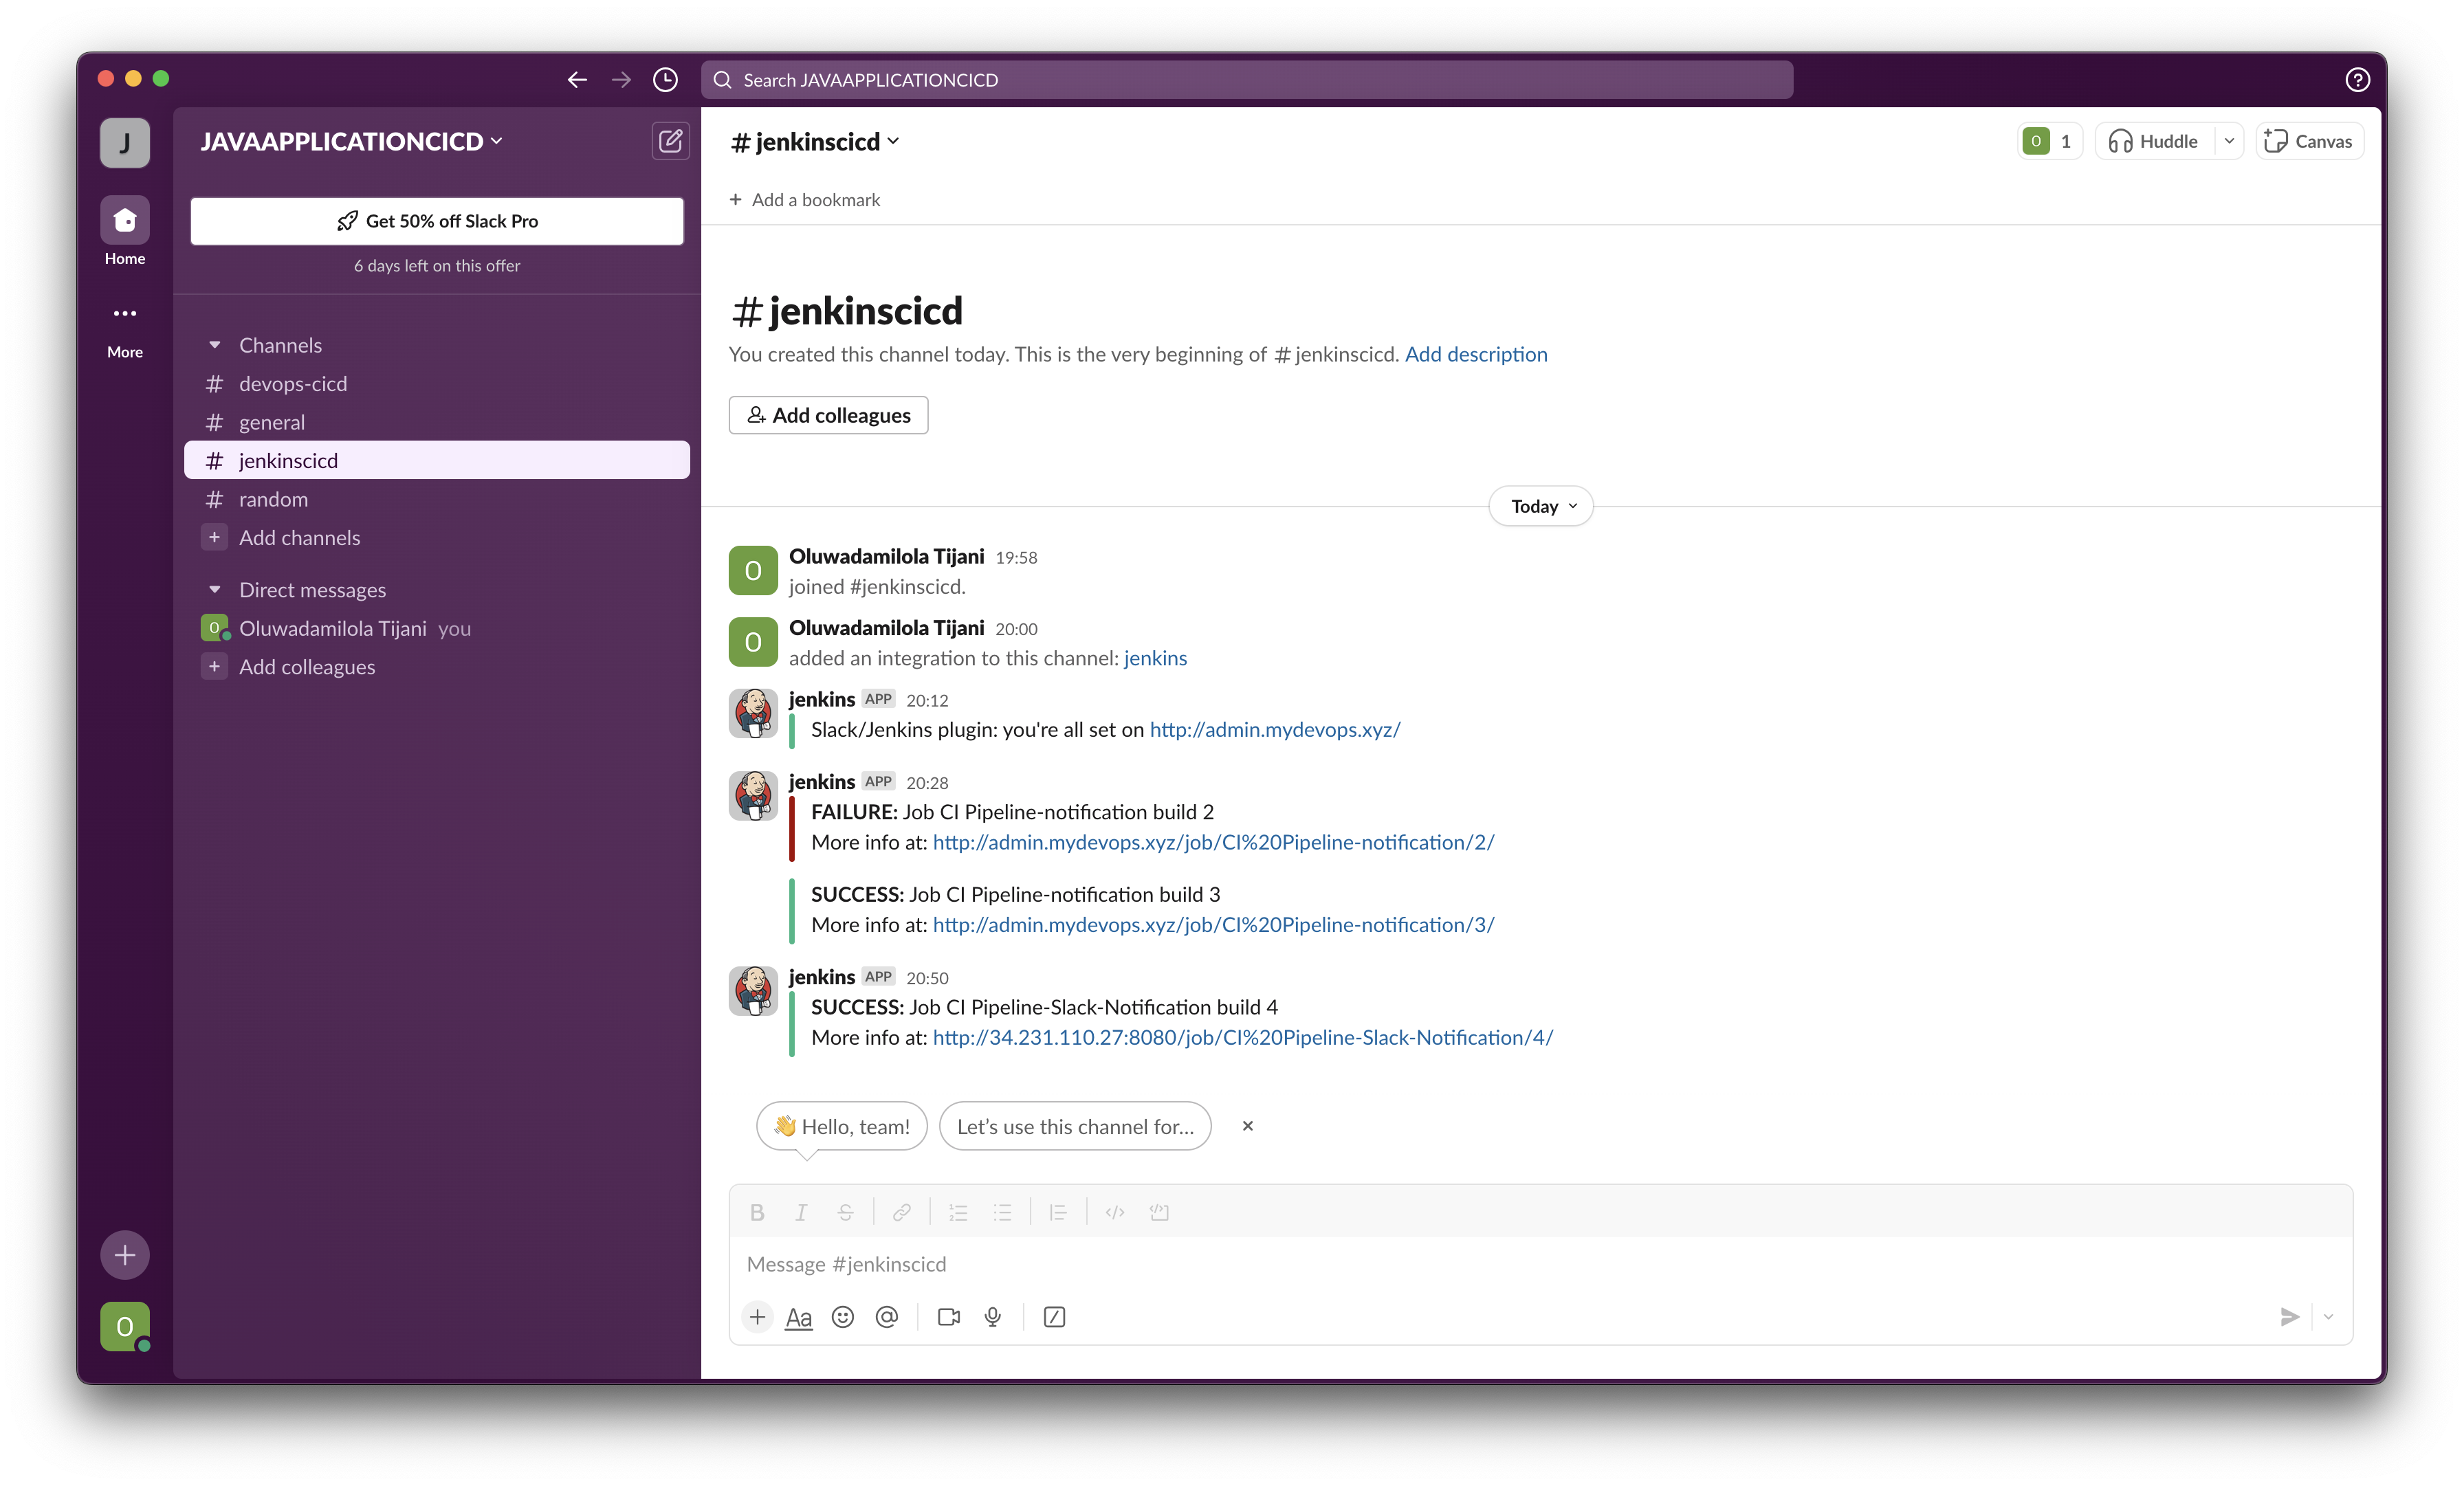 Search JAVAAPPLICATIONCICD
J
Home
More
JAVAAPPLICATIONCICD
Get 50% off Slack Pro
6 days left on this offer
Channels
# devops-cicd
# general
# jenkinscicd
# random
+ Add channels
Direct messages
O Oluwadamilola Tijani you
+ Add colleagues
O
# jenkinscicd
O 1
Huddle
Canvas
+ Add a bookmark
# jenkinscicd
You created this channel today. This is the very beginning of # jenkinscicd. Add description
Add colleagues
Today
O
Oluwadamilola Tijani 19:58
joined #jenkinscicd.
O
Oluwadamilola Tijani 20:00
added an integration to this channel: jenkins
jenkins APP 20:12
Slack/Jenkins plugin: you're all set on http://admin.mydevops.xyz/
jenkins APP 20:28
FAILURE: Job CI Pipeline-notification build 2
More info at: http://admin.mydevops.xyz/job/CI%20Pipeline-notification/2/
SUCCESS: Job CI Pipeline-notification build 3
More info at: http://admin.mydevops.xyz/job/CI%20Pipeline-notification/3/
jenkins APP 20:50
SUCCESS: Job CI Pipeline-Slack-Notification build 4
More info at: http://34.231.110.27:8080/job/CI%20Pipeline-Slack-Notification/4/
👋 Hello, team!
Let’s use this channel for...
B I S
Message #jenkinscicd
+ Aa @